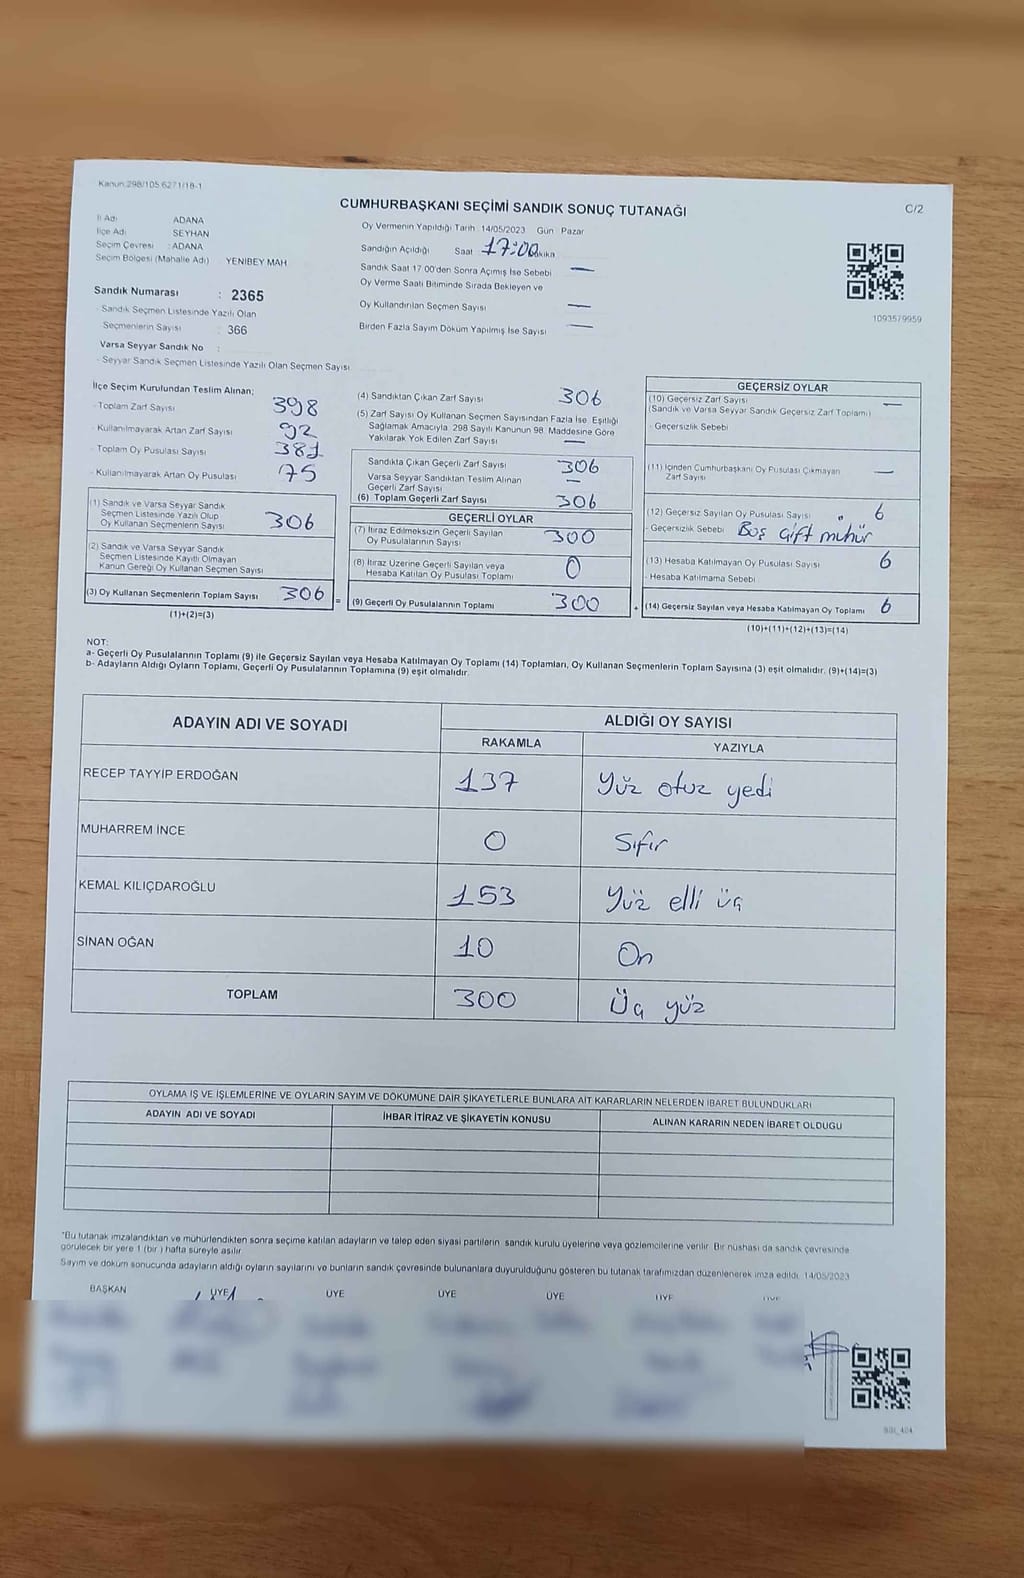 Kanun:298/105,6271/18-1
CUMHURBAŞKANI SEÇİMİ SANDIK SONUÇ TUTANAĞI
C/2
İl Adı ADANA
İlçe Adı SEYHAN
Seçim Çevresi : ADANA
Seçim Bölgesi (Mahalle Adı) YENİBEY MAH
Sandık Numarası : 2365
- Sandık Seçmen Listesinde Yazılı Olan
Seçmenlerin Sayısı : 366
Varsa Seyyar Sandık No :
- Seyyar Sandık Seçmen Listesinde Yazılı Olan Seçmen Sayısı
Oy Vermenin Yapıldığı Tarih 14/05/2023 Gün Pazar
Sandığın Açıldığı Saat 17:00
Sandık Saat 17 00'den Sonra Açımış İse Sebebi —
Oy Verme Saati Bitiminde Sırada Bekleyen ve
Oy Kullandırılan Seçmen Sayısı —
Birden Fazla Sayım Döküm Yapılmış İse Sayısı —
1093579959
İlçe Seçim Kurulundan Teslim Alınan;
- Toplam Zarf Sayısı 398
- Kullanılmayarak Artan Zarf Sayısı 92
- Toplam Oy Pusulası Sayısı 381
- Kullanılmayarak Artan Oy Pusulası 75
(1) Sandık ve Varsa Seyyar Sandık
Seçmen Listesinde Yazılı Olup
Oy Kullanan Seçmenlerin Sayısı 306
(2) Sandık ve Varsa Seyyar Sandık
Seçmen Listesinde Kayıtlı Olmayan
Kanun Gereği Oy Kullanan Seçmen Sayısı
(3) Oy Kullanan Seçmenlerin Toplam Sayısı 306
(1)+(2)=(3)
=
(4) Sandıktan Çıkan Zarf Sayısı 306
(5) Zarf Sayısı Oy Kullanan Seçmen Sayısından Fazla İse Eşitliği
Sağlamak Amacıyla 298 Sayılı Kanunun 98 Maddesine Göre
Yakılarak Yok Edilen Zarf Sayısı —
Sandıkta Çıkan Geçerli Zarf Sayısı 306
Varsa Seyyar Sandıktan Teslim Alınan
Geçerli Zarf Sayısı —
(6) Toplam Geçerli Zarf Sayısı 306
GEÇERLİ OYLAR
(7) İtiraz Edilmeksizin Geçerli Sayılan
Oy Pusulalarının Sayısı 300
(8) İtiraz Üzerine Geçerli Sayılan veya
Hesaba Katılan Oy Pusulası Toplamı 0
(9) Geçerli Oy Pusulalarının Toplamı 300
+
GEÇERSİZ OYLAR
(10) Geçersiz Zarf Sayısı —
(Sandık ve Varsa Seyyar Sandık Geçersiz Zarf Toplamı)
- Geçersizlik Sebebi
(11) İçinden Cumhurbaşkanı Oy Pusulası Çıkmayan —
Zarf Sayısı
(12) Geçersiz Sayılan Oy Pusulası Sayısı 6
- Geçersizlik Sebebi Boş çift mühür
(13) Hesaba Katılmayan Oy Pusulası Sayısı 6
- Hesaba Katılmama Sebebi
(14) Geçersiz Sayılan veya Hesaba Katılmayan Oy Toplamı 6
(10)+(11)+(12)+(13)=(14)
NOT:
a- Geçerli Oy Pusulalarının Toplamı (9) ile Geçersiz Sayılan veya Hesaba Katılmayan Oy Toplamı (14) Toplamları, Oy Kullanan Seçmenlerin Toplam Sayısına (3) eşit olmalıdır. (9)+(14)=(3)
b- Adayların Aldığı Oyların Toplamı, Geçerli Oy Pusulalarının Toplamına (9) eşit olmalıdır.
ADAYIN ADI VE SOYADI ALDIĞI OY SAYISI
RAKAMLA YAZIYLA
RECEP TAYYİP ERDOĞAN 137 Yüz otuz yedi
MUHARREM İNCE 0 Sıfır
KEMAL KILIÇDAROĞLU 153 Yüz elli üç
SİNAN OĞAN 10 On
TOPLAM 300 Üç yüz
OYLAMA İŞ VE İŞLEMLERİNE VE OYLARIN SAYIM VE DÖKÜMÜNE DAİR ŞİKAYETLERLE BUNLARA AİT KARARLARIN NELERDEN İBARET BULUNDUKLARI
ADAYIN ADI VE SOYADI İHBAR İTİRAZ VE ŞİKAYETİN KONUSU ALINAN KARARIN NEDEN İBARET OLDUĞU
*Bu tutanak imzalandıktan ve mühürlendikten sonra seçime katılan adayların ve talep eden siyasi partilerin sandık kurulu üyelerine veya gözlemcilerine verilir. Bir nüshası da sandık çevresinde
görülecek bir yere 1 (bir) hafta süreyle asılır
Sayım ve döküm sonucunda adayların aldığı oyların sayılarını ve bunların sandık çevresinde bulunanlara duyurulduğunu gösteren bu tutanak tarafımızdan düzenlenerek imza edildi. 14/05/2023
BAŞKAN ÜYE ÜYE ÜYE ÜYE ÜYE